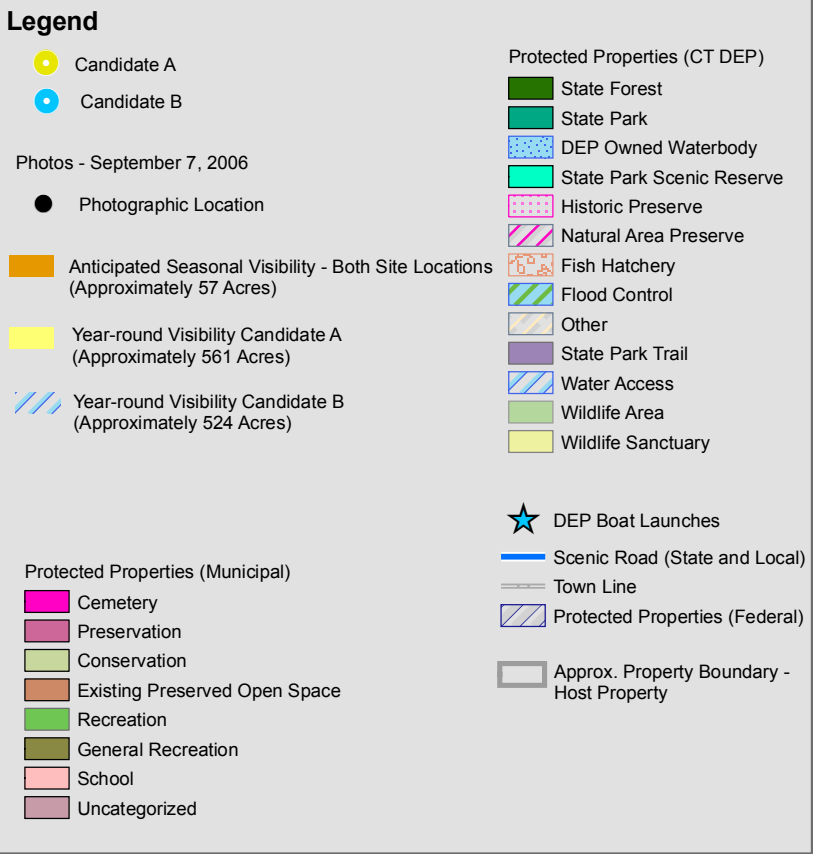 Legend
Candidate A
Candidate B
Photos - September 7, 2006
Photographic Location
Anticipated Seasonal Visibility - Both Site Locations
(Approximately 57 Acres)
Year-round Visibility Candidate A
(Approximately 561 Acres)
Year-round Visibility Candidate B
(Approximately 524 Acres)
Protected Properties (Municipal)
Cemetery
Preservation
Conservation
Existing Preserved Open Space
Recreation
General Recreation
School
Uncategorized
Protected Properties (CT DEP)
State Forest
State Park
DEP Owned Waterbody
State Park Scenic Reserve
Historic Preserve
Natural Area Preserve
Fish Hatchery
Flood Control
Other
State Park Trail
Water Access
Wildlife Area
Wildlife Sanctuary
DEP Boat Launches
Scenic Road (State and Local)
Town Line
Protected Properties (Federal)
Approx. Property Boundary -
Host Property